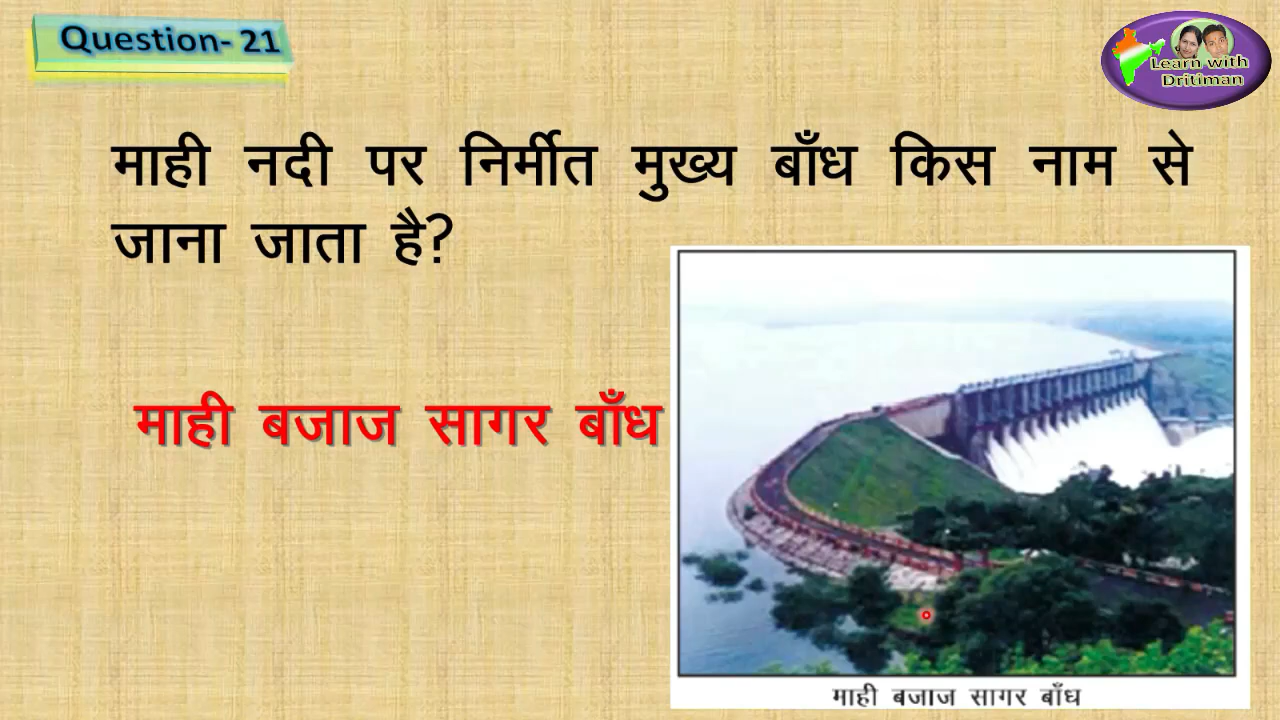 Question- 21
Learn with
Dritiman
माही नदी पर निर्मीत मुख्य बाँध किस नाम से
जाना जाता है?
माही बजाज सागर बाँध
माही बजाज सागर बाँध